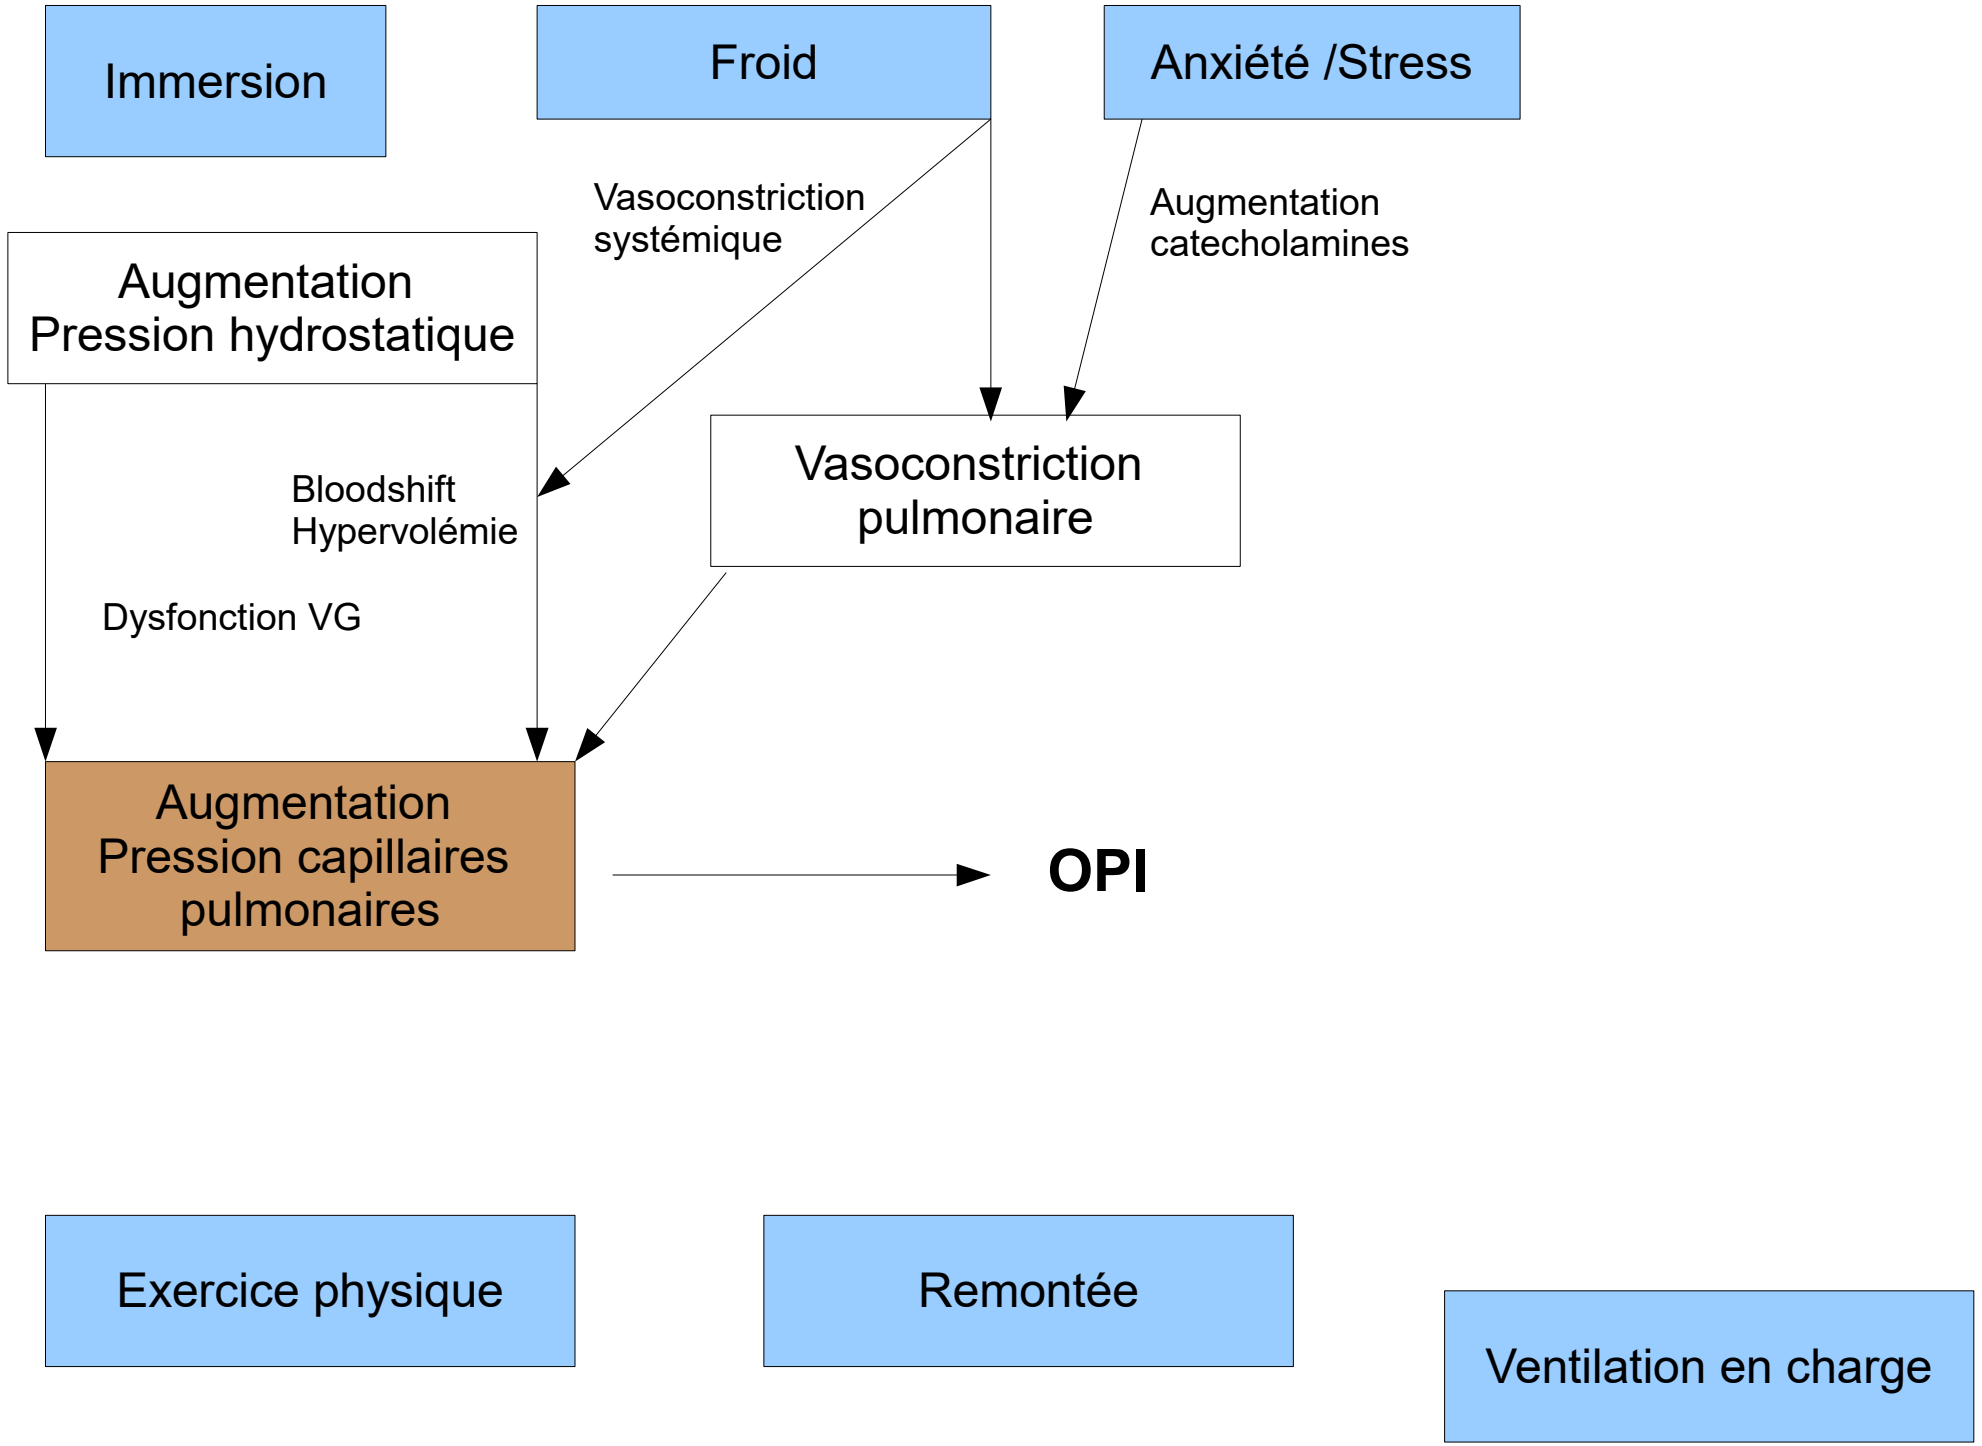 Immersion
Froid
Anxiété /Stress
Vasoconstriction
systémique
Augmentation
catecholamines
Augmentation
Pression hydrostatique
Vasoconstriction
pulmonaire
Bloodshift
Hypervolémie
Dysfonction VG
Augmentation
Pression capillaires
pulmonaires
OPI
Exercice physique
Remontée
Ventilation en charge